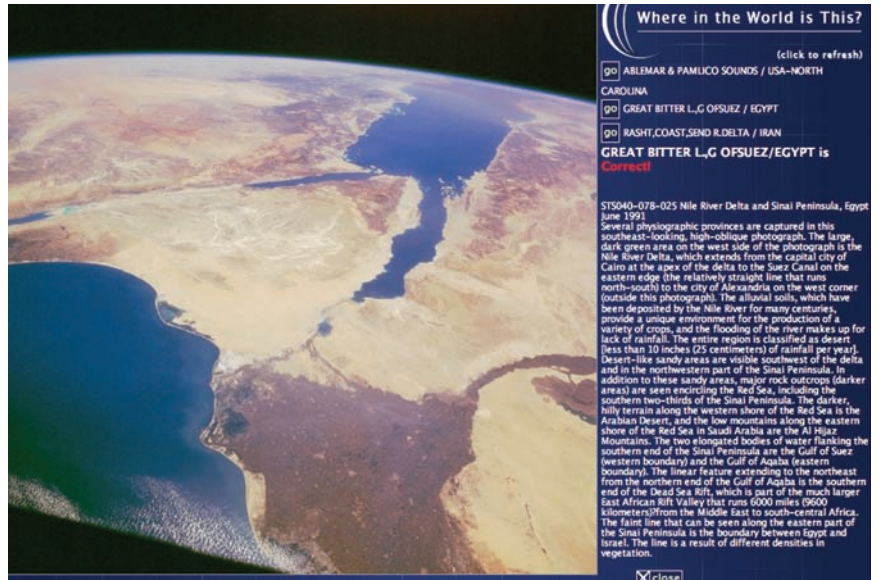 Where in the World is This?
(click to refresh)
go ABLEMAR & PAMLICO SOUNDS / USA-NORTH
CAROLINA
go GREAT BITTER L.,G OFSUEZ / EGYPT
go RASHT,COAST,SEND R.DELTA / IRAN
GREAT BITTER L.,G OFSUEZ/EGYPT is
Correct!
STS040-078-025 Nile River Delta and Sinai Peninsula, Egypt
June 1991
Several physiographic provinces are captured in this
southeast-looking, high-oblique photograph. The large,
dark green area on the west side of the photograph is the
Nile River Delta, which extends from the capital city of
Cairo at the apex of the delta to the Suez Canal on the
eastern edge (the relatively straight line that runs
north-south) to the city of Alexandria on the west corner
(outside this photograph). The alluvial soils, which have
been deposited by the Nile River for many centuries,
provide a unique environment for the production of a
variety of crops, and the flooding of the river makes up for
lack of rainfall. The entire region is classified as desert
[less than 10 inches (25 centimeters) of rainfall per year].
Desert-like sandy areas are visible southwest of the delta
and in the northwestern part of the Sinai Peninsula. In
addition to these sandy areas, major rock outcrops (darker
areas) are seen encircling the Red Sea, including the
southern two-thirds of the Sinai Peninsula. The darker,
hilly terrain along the western shore of the Red Sea is the
Arabian Desert, and the low mountains along the eastern
shore of the Red Sea in Saudi Arabia are the Al Hijaz
Mountains. The two elongated bodies of water flanking the
southern end of the Sinai Peninsula are the Gulf of Suez
(western boundary) and the Gulf of Aqaba (eastern
boundary). The linear feature extending to the northeast
from the northern end of the Gulf of Aqaba is the southern
end of the Dead Sea Rift, which is part of the much larger
East African Rift Valley that runs 6000 miles (9600
kilometers)?from the Middle East to south-central Africa.
The faint line that can be seen along the eastern part of
the Sinai Peninsula is the boundary between Egypt and
Israel. The line is a result of different densities in
vegetation.
close